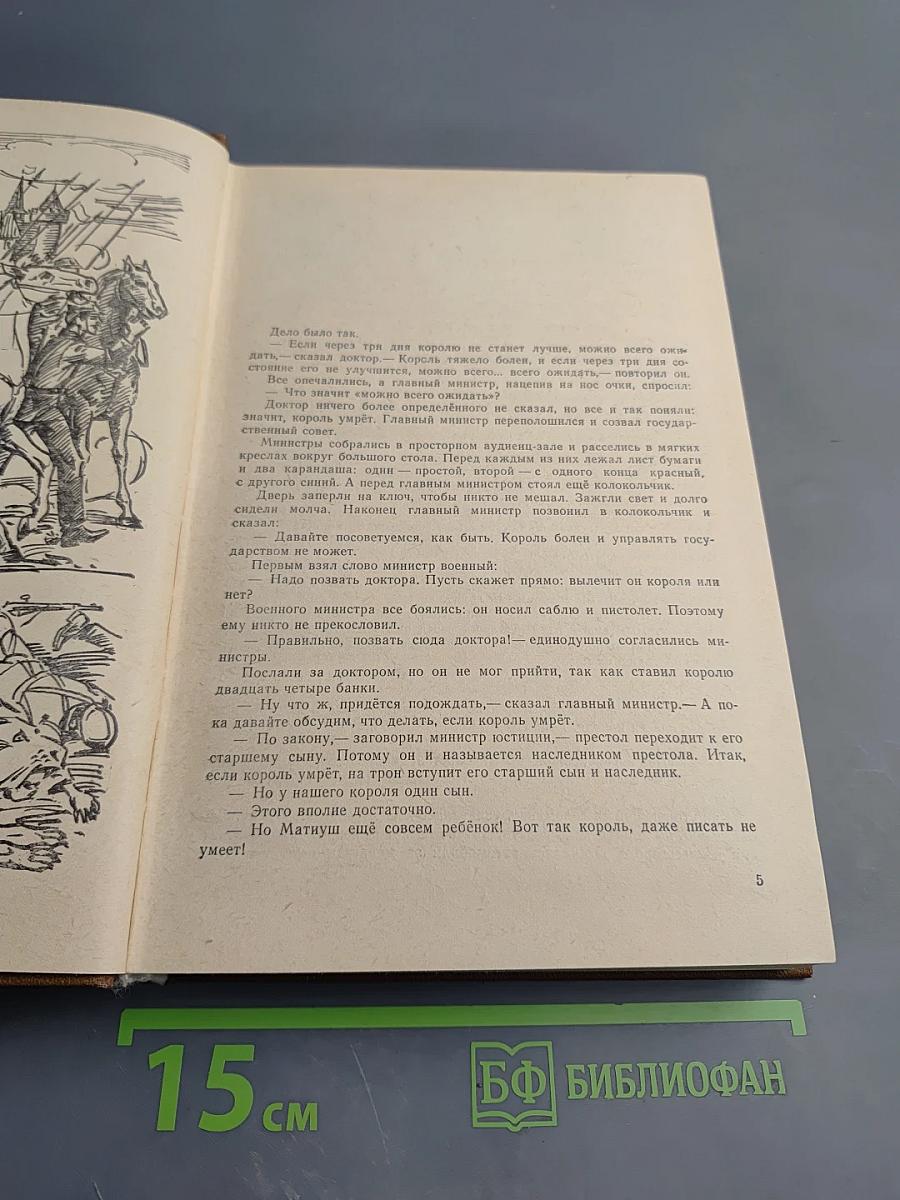 Дело было так.
— Если через три дня королю не станет лучше, можно всего ожи-
дать,— сказал доктор.— Король тяжело болен, и если через три дня со-
стояние его не улучшится, можно всего... всего ожидать,— повторил он.
Все опечалились, а главный министр, нацепив на нос очки, спросил:
— Что значит «можно всего ожидать»?
Доктор ничего более определённого не сказал, но все и так поняли:
значит, король умрёт. Главный министр переполошился и созвал государ-
ственный совет.
Министры собрались в просторном аудиенц-зале и расселись в мягких
креслах вокруг большого стола. Перед каждым из них лежал лист бумаги
и два карандаша: один — простой, второй — с одного конца красный,
с другого синий. А перед главным министром стоял ещё колокольчик.
Дверь заперли на ключ, чтобы никто не мешал. Зажгли свет и долго
сидели молча. Наконец главный министр позвонил в колокольчик и
сказал:
— Давайте посоветуемся, как быть. Король болен и управлять госу-
дарством не может.
Первым взял слово министр военный:
— Надо позвать доктора. Пусть скажет прямо: вылечит он короля или
нет?
Военного министра все боялись: он носил саблю и пистолет. Поэтому
ему никто не прекословил.
— Правильно, позвать сюда доктора!— единодушно согласились ми-
нистры.
Послали за доктором, но он не мог прийти, так как ставил королю
двадцать четыре банки.
— Ну что ж, придётся подождать,— сказал главный министр.— А по-
ка давайте обсудим, что делать, если король умрёт.
— По закону,— заговорил министр юстиции,— престол переходит к его
старшему сыну. Потому он и называется наследником престола. Итак,
если король умрёт, на трон вступит его старший сын и наследник.
— Но у нашего короля один сын.
— Этого вполне достаточно.
— Но Матиуш ещё совсем ребёнок! Вот так король, даже писать не
умеет!
5
15 см
БФ БИБЛИОФАН